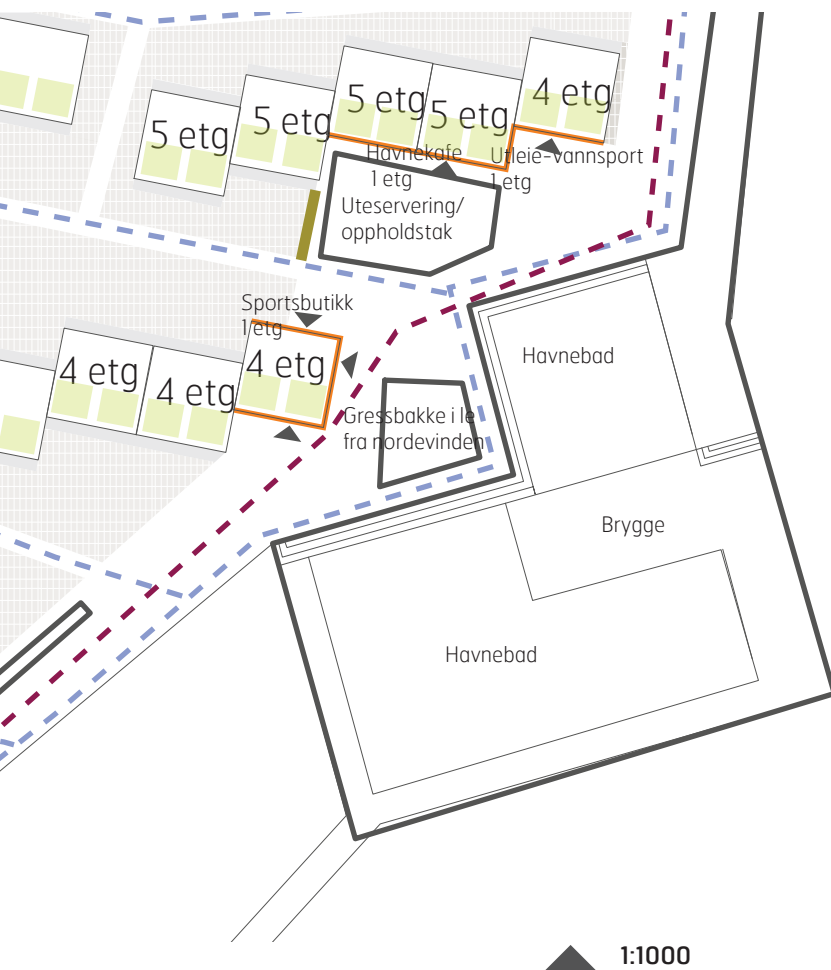 5 etg
5 etg
5 etg
5 etg
4 etg
Havnekafe
1 etg
Utleie-vannsport
1 etg
Uteservering/
oppholdstak
Sportsbutikk
1 etg
4 etg
4 etg
4 etg
Havnebad
Gressbakke i le
fra nordevinden
Brygge
Havnebad
1:1000